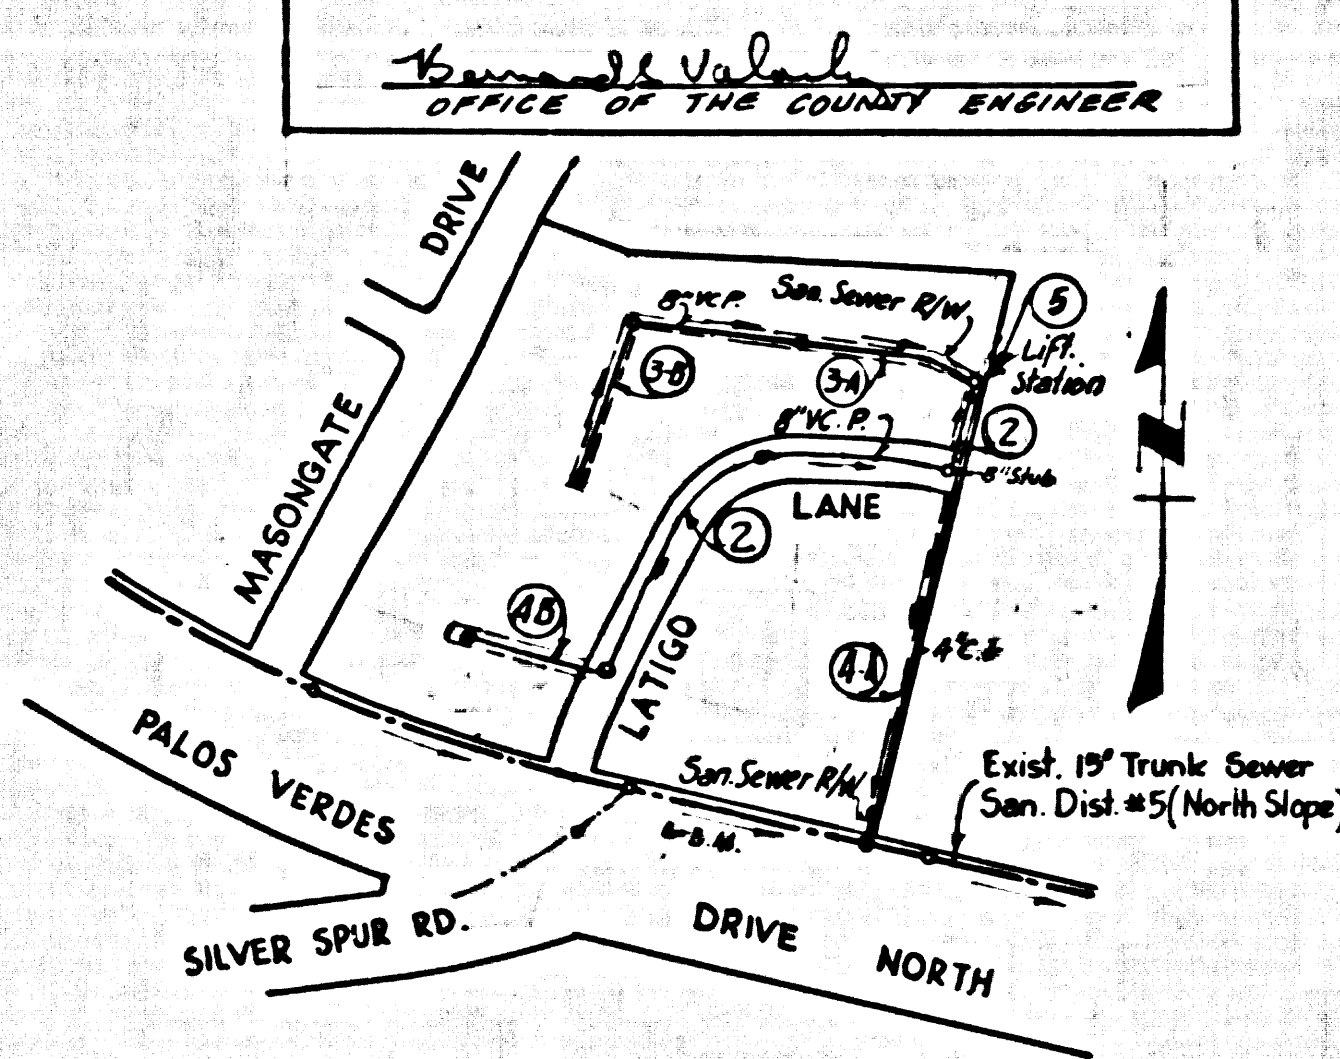 OFFICE OF THE COUNTY ENGINEER
DRIVE
MASONGATE
8" V.C.P.
San. Sewer R/W
5
Lift.
Station
3-B
3-A
8" V.C.P.
2
8" Stub
N
LANE
2
4B
LATIGO
4-A
4" C.I.
San. Sewer R/W
Exist. 15" Trunk Sewer
San. Dist. #5 (North Slope)
PALOS VERDES
B.M.
SILVER SPUR RD.
DRIVE NORTH